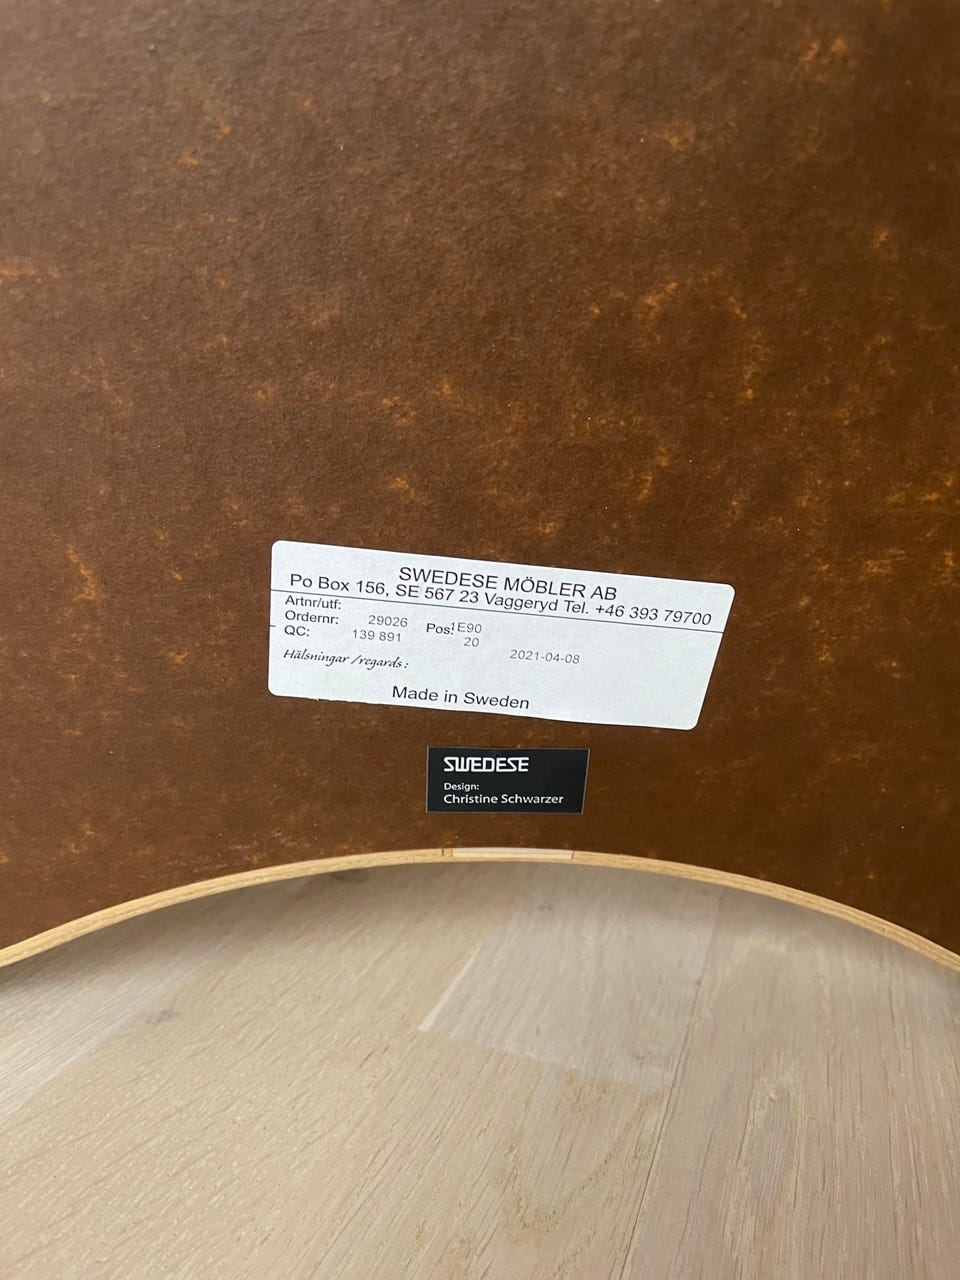 SWEDESE MÖBLER AB
Po Box 156, SE 567 23 Vaggeryd Tel. +46 393 79700
Artnr/utf: 29026 1E90
Ordernr: 139 891 Pos: 20
QC: 2021-04-08
Hälsningar /regards:
Made in Sweden
SWEDESE
Design:
Christine Schwarzer